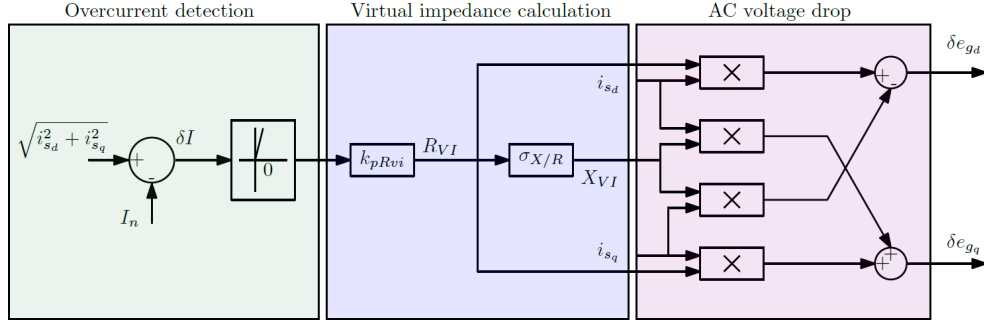 Overcurrent detection
Virtual impedance calculation
AC voltage drop
√(i_{s_d}^2 + i_{s_q}^2)
+
-
δI
I_n
0
k_{pRvi}
R_{VI}
σ_{X/R}
X_{VI}
i_{s_d}
i_{s_q}
×
×
×
×
+
-
+
+
δe_{g_d}
δe_{g_q}